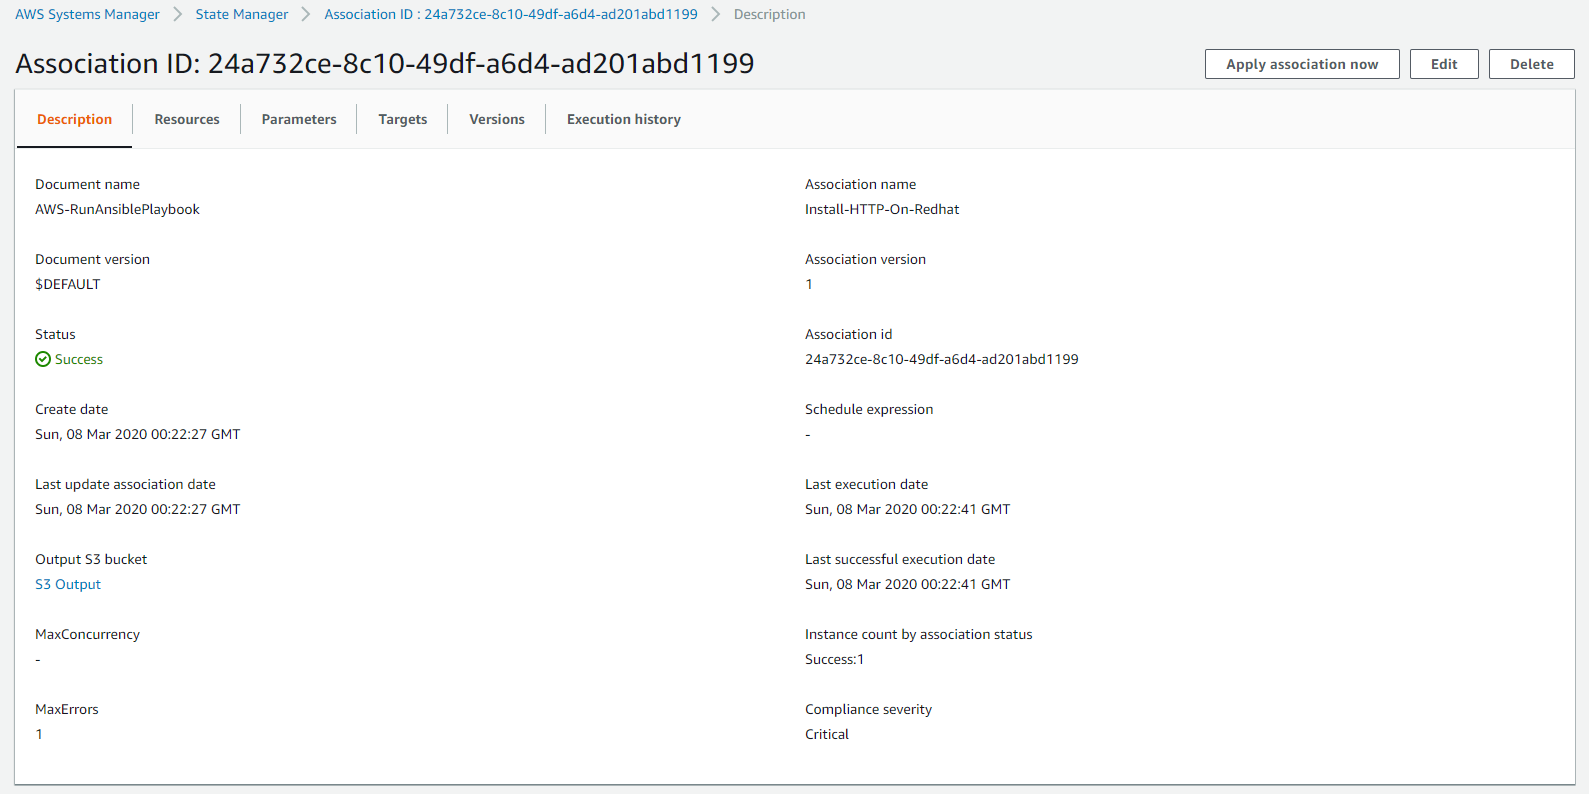 AWS Systems Manager > State Manager > Association ID : 24a732ce-8c10-49df-a6d4-ad201abd1199 > Description
Association ID: 24a732ce-8c10-49df-a6d4-ad201abd1199
Apply association now Edit Delete
Description Resources Parameters Targets Versions Execution history
Document name
AWS-RunAnsiblePlaybook
Association name
Install-HTTP-On-Redhat
Document version
$DEFAULT
Association version
1
Status
Success
Association id
24a732ce-8c10-49df-a6d4-ad201abd1199
Create date
Sun, 08 Mar 2020 00:22:27 GMT
Schedule expression
-
Last update association date
Sun, 08 Mar 2020 00:22:27 GMT
Last execution date
Sun, 08 Mar 2020 00:22:41 GMT
Output S3 bucket
S3 Output
Last successful execution date
Sun, 08 Mar 2020 00:22:41 GMT
MaxConcurrency
-
Instance count by association status
Success:1
MaxErrors
1
Compliance severity
Critical